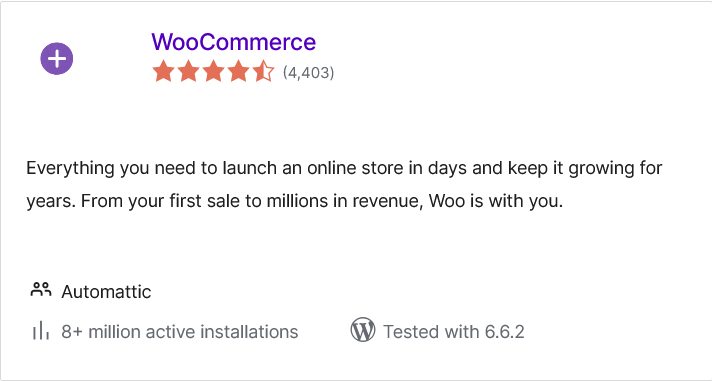 WooCommerce
(4,403)
Everything you need to launch an online store in days and keep it growing for
years. From your first sale to millions in revenue, Woo is with you.
Automattic
8+ million active installations
Tested with 6.6.2